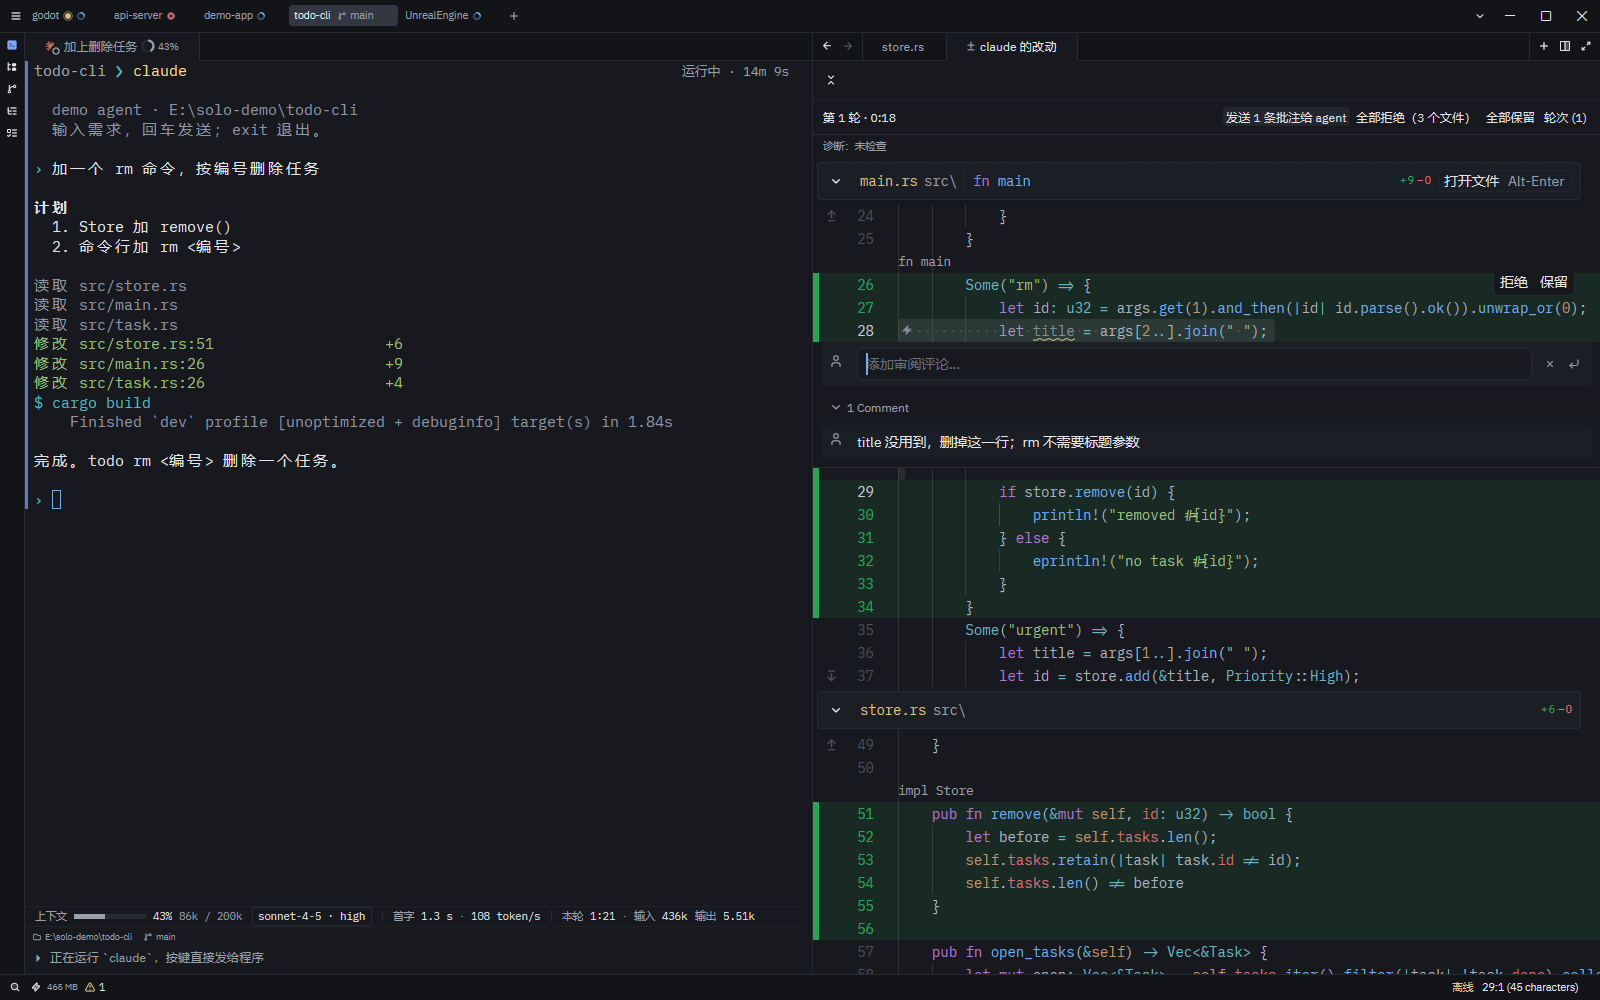 godot
api-server
demo-app
todo-cli main
UnrealEngine
加上删除任务 43%
todo-cli ❯ claude
运行中 · 14m 9s
demo agent · E:\solo-demo\todo-cli
输入需求，回车发送；exit 退出。
› 加一个 rm 命令，按编号删除任务
计划
1. Store 加 remove()
2. 命令行加 rm <编号>
读取 src/store.rs
读取 src/main.rs
读取 src/task.rs
修改 src/store.rs:51 +6
修改 src/main.rs:26 +9
修改 src/task.rs:26 +4
$ cargo build
Finished `dev` profile [unoptimized + debuginfo] target(s) in 1.84s
完成。todo rm <编号> 删除一个任务。
›
上下文 43% 86k / 200k sonnet-4-5 · high 首字 1.3 s · 108 token/s 本轮 1:21 · 输入 436k 输出 5.51k
E:\solo-demo\todo-cli main
正在运行 `claude`，按键直接发给程序
store.rs
± claude 的改动
第 1 轮 · 0:18
发送 1 条批注给 agent 全部拒绝（3 个文件） 全部保留 轮次 (1)
诊断：未检查
main.rs src\ fn main +9−0 打开文件 Alt-Enter
24 }
25 }
fn main
26 Some("rm") => {
拒绝 保留
27 let id: u32 = args.get(1).and_then(|id| id.parse().ok()).unwrap_or(0);
28 let title = args[2..].join(" ");
添加审阅评论...
1 Comment
title 没用到，删掉这一行；rm 不需要标题参数
29 if store.remove(id) {
30 println!("removed #{id}");
31 } else {
32 eprintln!("no task #{id}");
33 }
34 }
35 Some("urgent") => {
36 let title = args[1..].join(" ");
37 let id = store.add(&title, Priority::High);
store.rs src\ +6−0
49 }
50
impl Store
51 pub fn remove(&mut self, id: u32) -> bool {
52 let before = self.tasks.len();
53 self.tasks.retain(|task| task.id != id);
54 self.tasks.len() != before
55 }
56
57 pub fn open_tasks(&self) -> Vec<&Task> {
465 MB 1
离线 29:1 (45 characters)